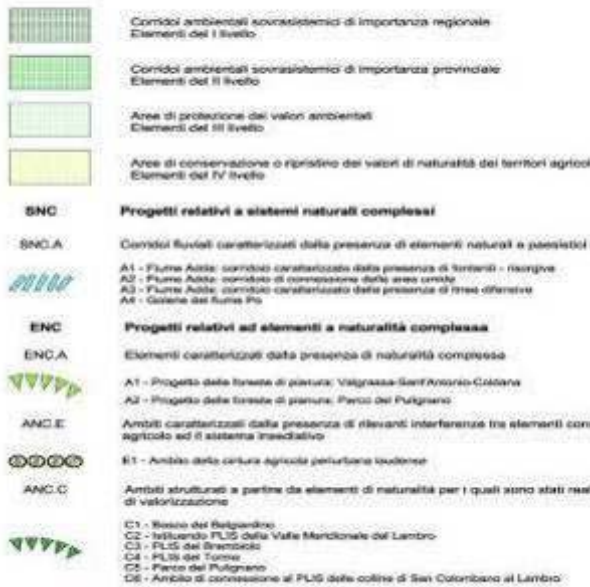 Corridoi ambientali sovrasistemici di importanza regionale
Elementi del I livello
Corridoi ambientali sovrasistemici di importanza provinciale
Elementi del II livello
Aree di protezione dei valori ambientali
Elementi del III livello
Aree di conservazione o ripristino dei valori di naturalità dei territori agricol
Elementi del IV livello
SNC Progetti relativi a sistemi naturali complessi
SNC.A Corridoi fluviali caratterizzati dalla presenza di elementi naturali e paesistici
A1 - Fiume Adda: corridoio caratterizzato dalla presenza di fontanili - risorgive
A2 - Fiume Adda: corridoio di connessione delle aree umide
A3 - Fiume Adda: corridoio caratterizzato dalla presenza di linee difensive
A4 - Golene del fiume Po
ENC Progetti relativi ad elementi a naturalità complessa
ENC.A Elementi caratterizzati dalla presenza di naturalità complessa
A1 - Progetto delle foreste di pianura: Valgrassa-Sant'Antonio-Coldana
A2 - Progetto delle foreste di pianura: Parco del Pulignano
ANC.E Ambiti caratterizzati dalla presenza di rilevanti interferenze tra elementi con
agricolo ed il sistema insediativo
E1 - Ambito della cintura agricola periurbana laudense
ANC.C Ambiti strutturati a partire da elementi di naturalità per i quali sono stati real
di valorizzazione
C1 - Bosco del Belgiardino
C2 - Istituendo PLIS della Valle Meridionale del Lambro
C3 - PLIS del Brembiolo
C4 - PLIS del Tormo
C5 - Parco del Pulignano
C6 - Ambito di connessione al PLIS delle colline di San Colombano al Lambro